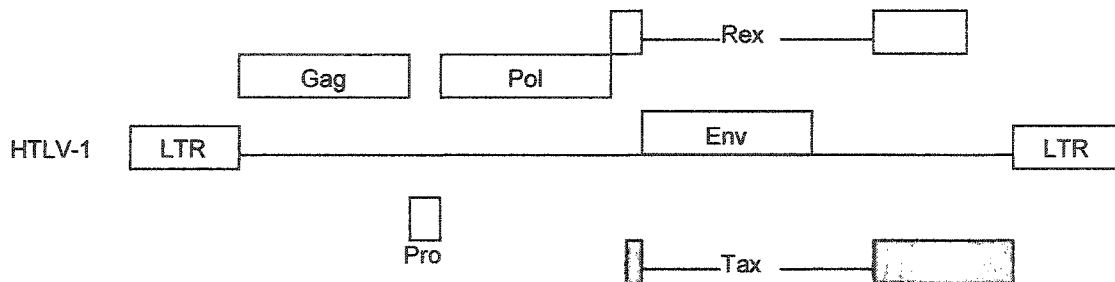 Rex
Gag Pol
HTLV-1 LTR Env LTR
Pro
Tax